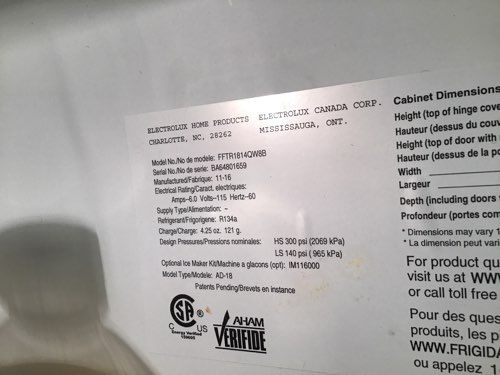 ELECTROLUX HOME PRODUCTS ELECTROLUX CANADA CORP.
CHARLOTTE, NC, 28262 MISSISSAUGA, ONT.
Model No./No de modele: FFTR1814QW8B
Serial No./No de serie: BA64801659
Manufactured/Fabrique: 11-16
Electrical Rating/Caract. electriques:
Amps-6.0 Volts-115 Hertz-60
Supply Type/Alimentation: -
Refrigerant/Frigorigene: R134a
Charge/Charge: 4.25 oz. 121 g.
Design Pressures/Pressions nominales: HS 300 psi (2069 kPa)
LS 140 psi ( 965 kPa)
Optional Ice Maker Kit/Machine a glacons (opt): IM116000
Model Type/Modele: AD-18
Patents Pending/Brevets en instance
SA ®
C US
Energy Verified
AHAM
VERIFIDE
Cabinet Dimensions
Height (top of hinge cove
Hauteur (dessus du couv
Height (top of door with
Hauteur (dessus de la po
Width
Largeur
Depth (including doors
Profondeur (portes com
* Dimensions may vary 1
* La dimension peut vari
For product qu
visit us at WWW
or call toll free
Pour des ques
produits, les p
WWW.FRIGIDA
ou appelez 1